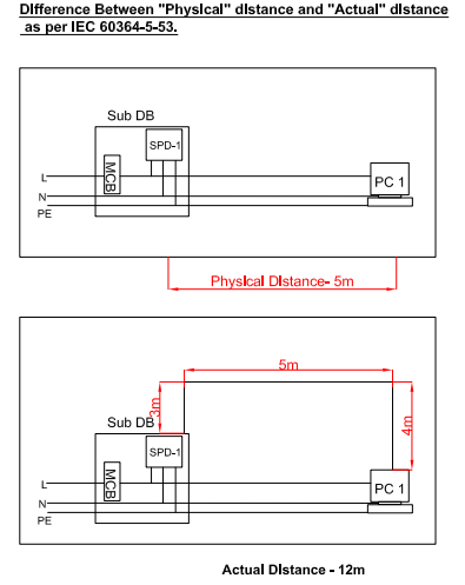 Difference Between "Physical" distance and "Actual" distance
as per IEC 60364-5-53.
Sub DB
SPD-1
MCB
L
N
PE
PC 1
Physical Distance- 5m
5m
3m
4m
Sub DB
SPD-1
MCB
L
N
PE
PC 1
Actual Distance - 12m